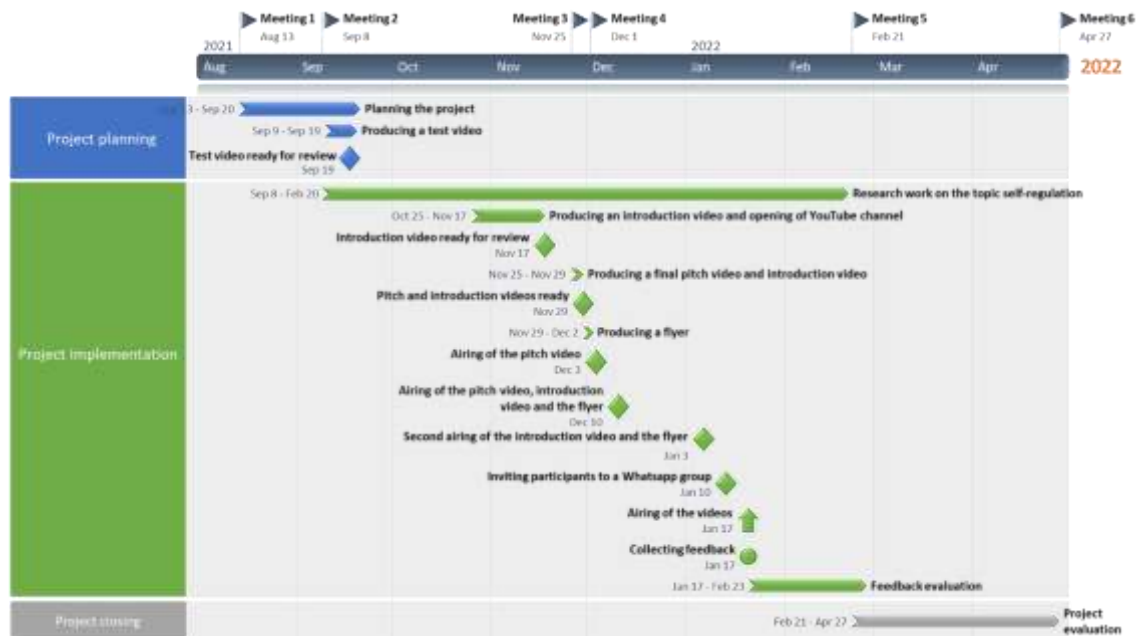 Meeting 1
Aug 13
Meeting 2
Sep 8
Meeting 3
Nov 25
Meeting 4
Dec 1
Meeting 5
Feb 21
Meeting 6
Apr 27
2021
2022
Aug Sep Oct Nov Dec Jan Feb Mar Apr
2022
Project planning
3 - Sep 20
Planning the project
Sep 9 - Sep 19
Producing a test video
Test video ready for review
Sep 19
Project implementation
Sep 8 - Feb 20
Research work on the topic self-regulation
Oct 25 - Nov 17
Producing an introduction video and opening of YouTube channel
Introduction video ready for review
Nov 17
Nov 25 - Nov 29
Producing a final pitch video and introduction video
Pitch and introduction videos ready
Nov 29
Nov 29 - Dec 2
Producing a flyer
Airing of the pitch video
Dec 3
Airing of the pitch video, introduction
video and the flyer
Dec 10
Second airing of the introduction video and the flyer
Jan 3
Inviting participants to a Whatsapp group
Jan 10
Airing of the videos
Jan 17
Collecting feedback
Jan 17
Jan 17 - Feb 23
Feedback evaluation
Project closing
Feb 21 - Apr 27
Project
evaluation